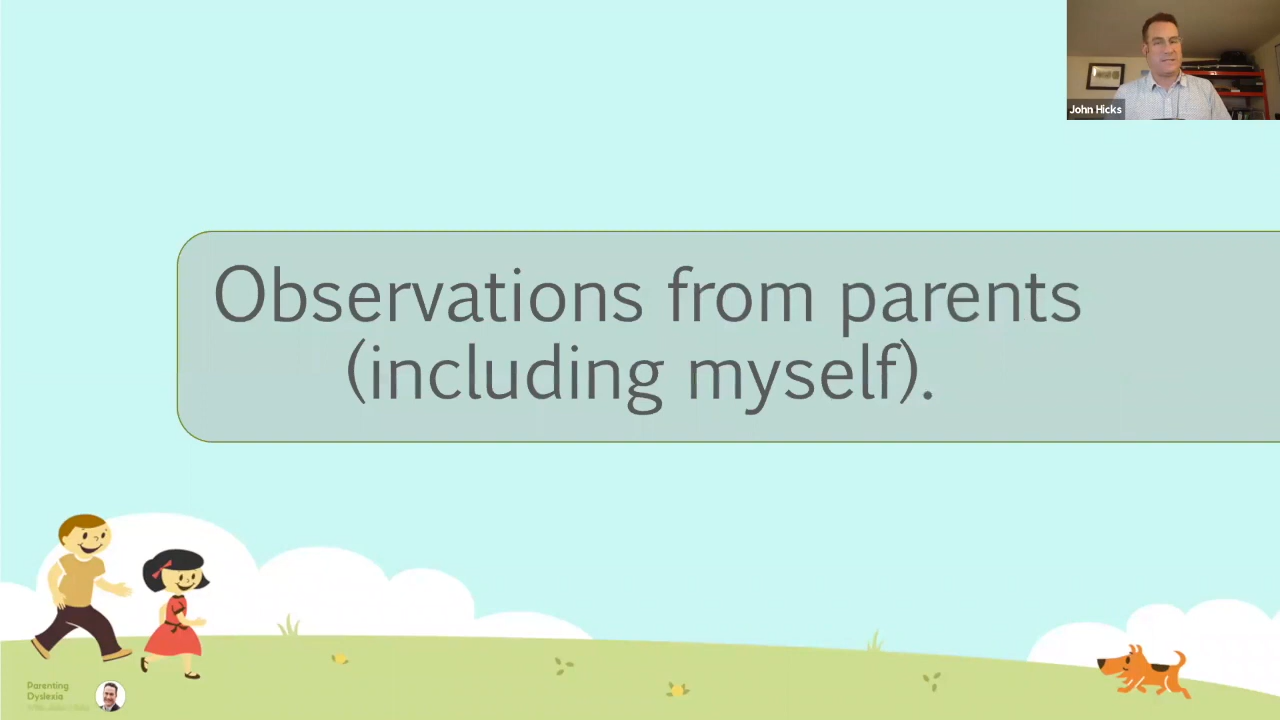 John Hicks
Observations from parents
(including myself).
Parenting
Dyslexia